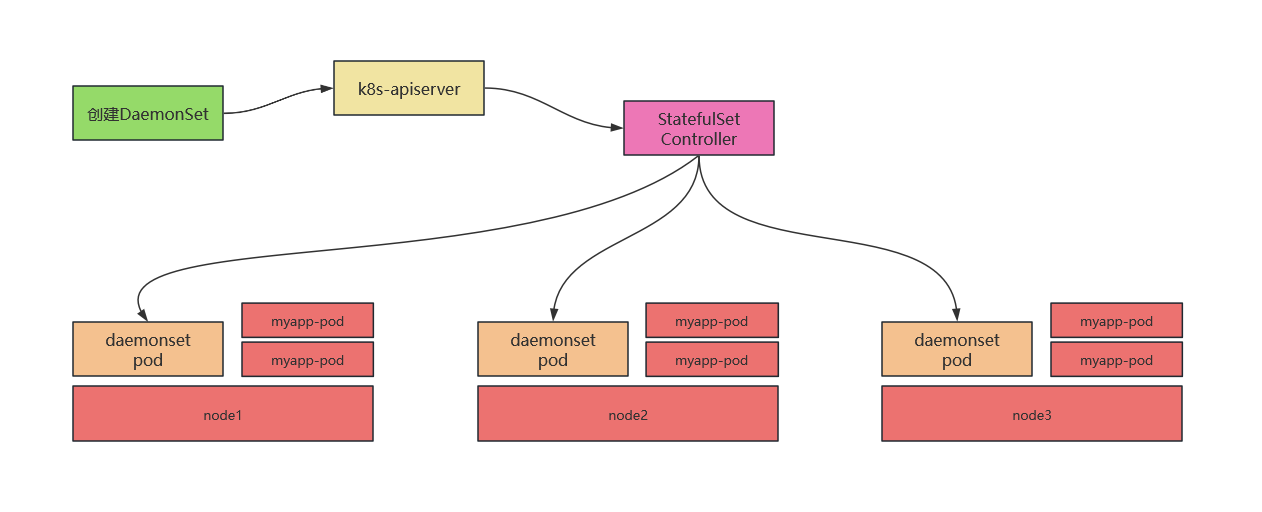 创建DaemonSet
k8s-apiserver
StatefulSet
Controller
daemonset
pod
myapp-pod
myapp-pod
node1
daemonset
pod
myapp-pod
myapp-pod
node2
daemonset
pod
myapp-pod
myapp-pod
node3